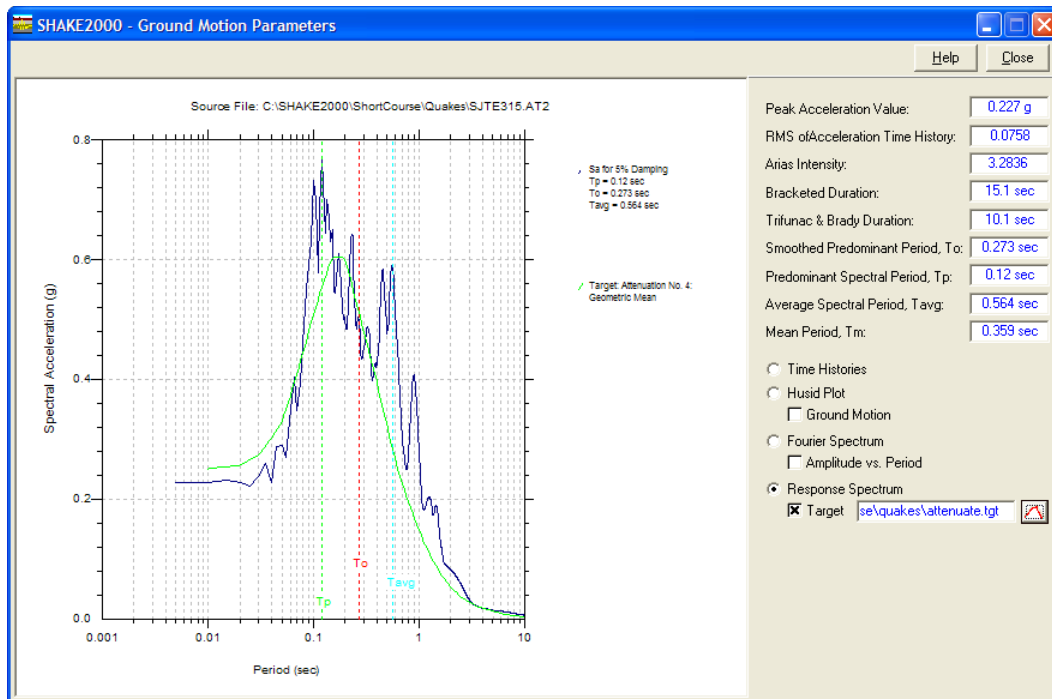 SHAKE2000 - Ground Motion Parameters
Help
Close
Source File: C:\SHAKE2000\ShortCourse\Quakes\SJTE315.AT2
0.8
0.6
0.4
0.2
0.0
Spectral Acceleration (g)
0.001
0.01
0.1
1
10
Period (sec)
Tp
To
Tavg
Sa for 5% Damping
Tp = 0.12 sec
To = 0.273 sec
Tavg = 0.564 sec
Target: Attenuation No. 4:
Geometric Mean
Peak Acceleration Value: 0.227 g
RMS ofAcceleration Time History: 0.0758
Arias Intensity: 3.2836
Bracketed Duration: 15.1 sec
Trifunac & Brady Duration: 10.1 sec
Smoothed Predominant Period, To: 0.273 sec
Predominant Spectral Period, Tp: 0.12 sec
Average Spectral Period, Tavg: 0.564 sec
Mean Period, Tm: 0.359 sec
Time Histories
Husid Plot
Ground Motion
Fourier Spectrum
Amplitude vs. Period
Response Spectrum
Target se\quakes\attenuate.tgt